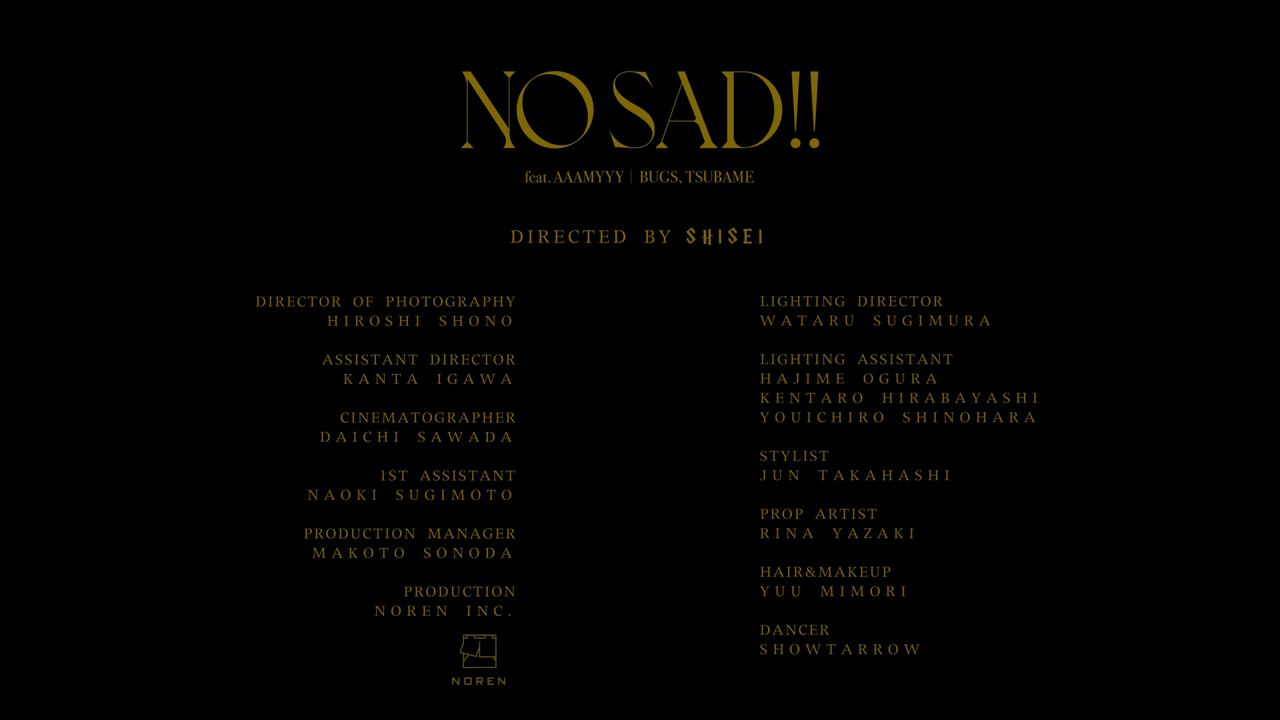 NO SAD!!
feat. AAAMYYY | BUGS, TSUBAME
DIRECTED BY SHISEI
DIRECTOR OF PHOTOGRAPHY
HIROSHI SHONO
ASSISTANT DIRECTOR
KANTA IGAWA
CINEMATOGRAPHER
DAICHI SAWADA
1ST ASSISTANT
NAOKI SUGIMOTO
PRODUCTION MANAGER
MAKOTO SONODA
PRODUCTION
NOREN INC.
NOREN
LIGHTING DIRECTOR
WATARU SUGIMURA
LIGHTING ASSISTANT
HAJIME OGURA
KENTARO HIRABAYASHI
YOUICHIRO SHINOHARA
STYLIST
JUN TAKAHASHI
PROP ARTIST
RINA YAZAKI
HAIR&MAKEUP
YUU MIMORI
DANCER
SHOWTARROW